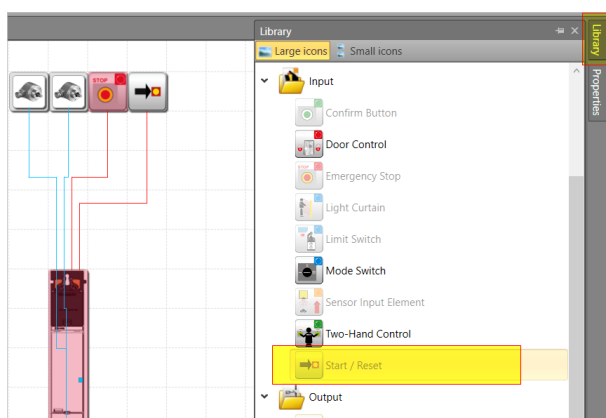 Library
Large icons
Small icons
Input
Confirm Button
Door Control
Emergency Stop
Light Curtain
Limit Switch
Mode Switch
Sensor Input Element
Two-Hand Control
Start / Reset
Output
STOP
Library
Properties